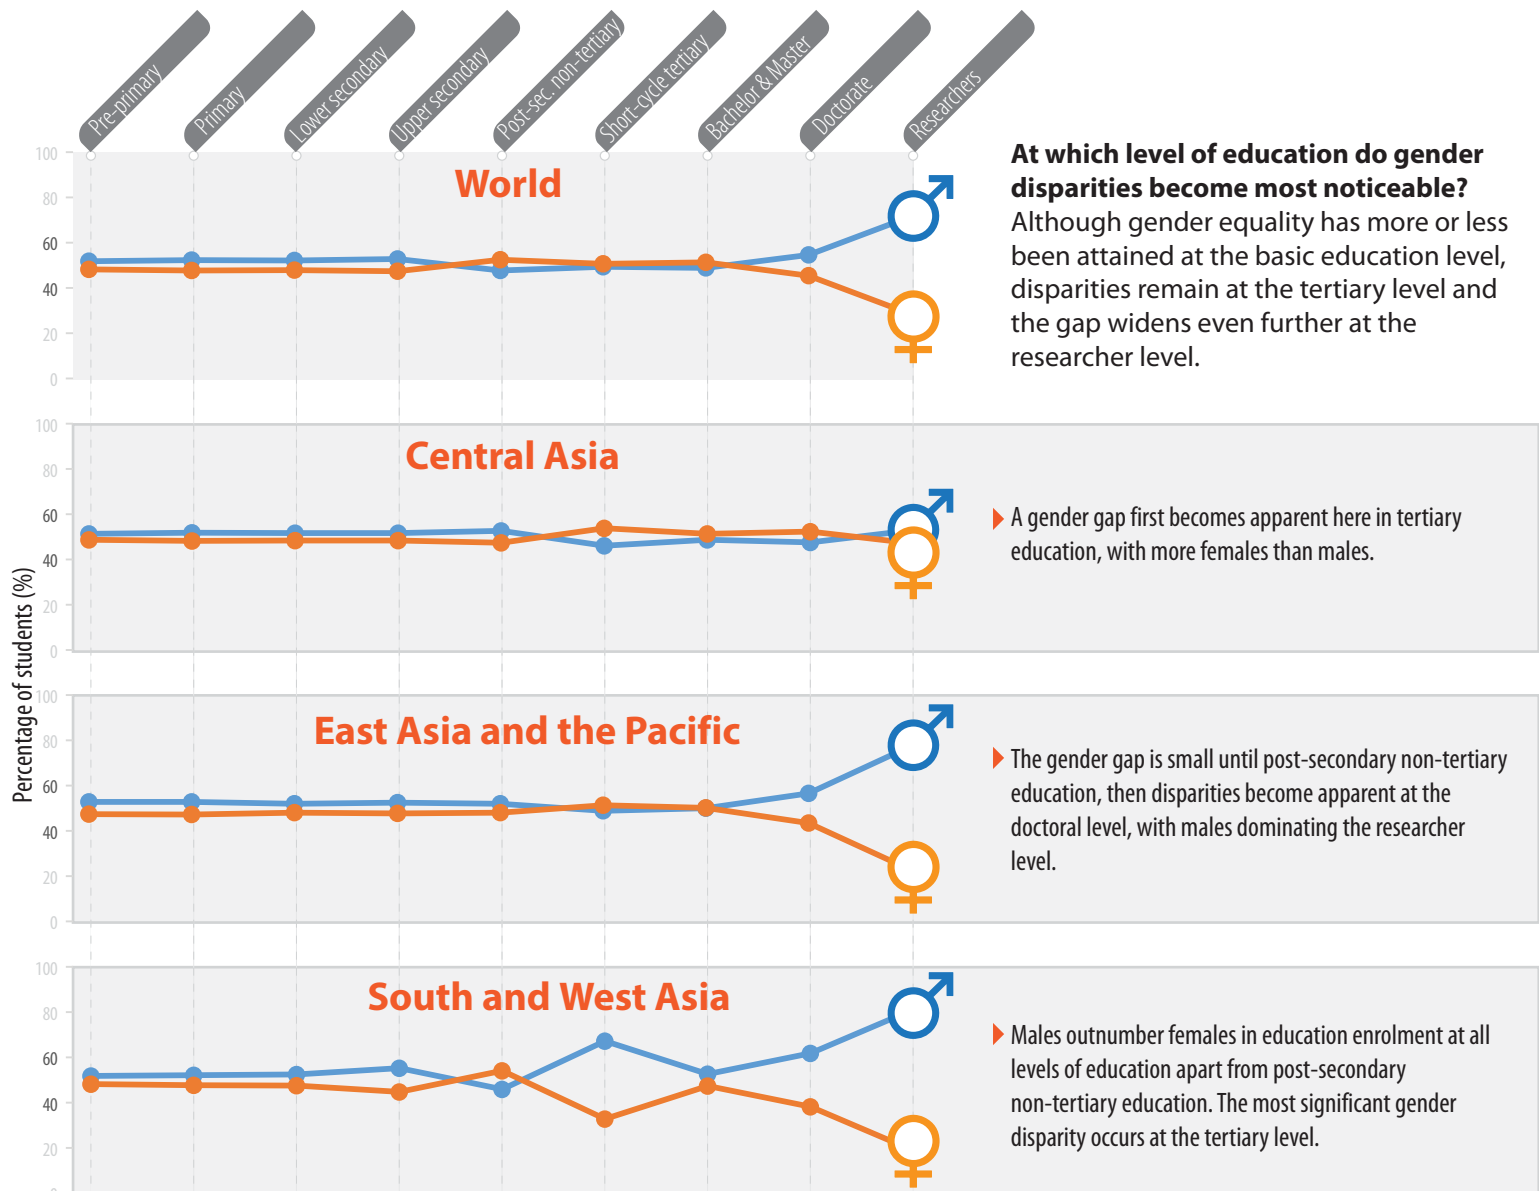 Pre-primary
Primary
Lower secondary
Upper secondary
Post-sec. non-tertiary
Short-cycle tertiary
Bachelor & Master
Doctorate
Researchers
At which level of education do gender
disparities become most noticeable?
Although gender equality has more or less
been attained at the basic education level,
disparities remain at the tertiary level and
the gap widens even further at the
researcher level.
World
100
80
60
40
20
0
Percentage of students (%)
Central Asia
100
80
60
40
20
0
A gender gap first becomes apparent here in tertiary
education, with more females than males.
East Asia and the Pacific
100
80
60
40
20
0
The gender gap is small until post-secondary non-tertiary
education, then disparities become apparent at the
doctoral level, with males dominating the researcher
level.
South and West Asia
100
80
60
40
20
0
Males outnumber females in education enrolment at all
levels of education apart from post-secondary
non-tertiary education. The most significant gender
disparity occurs at the tertiary level.